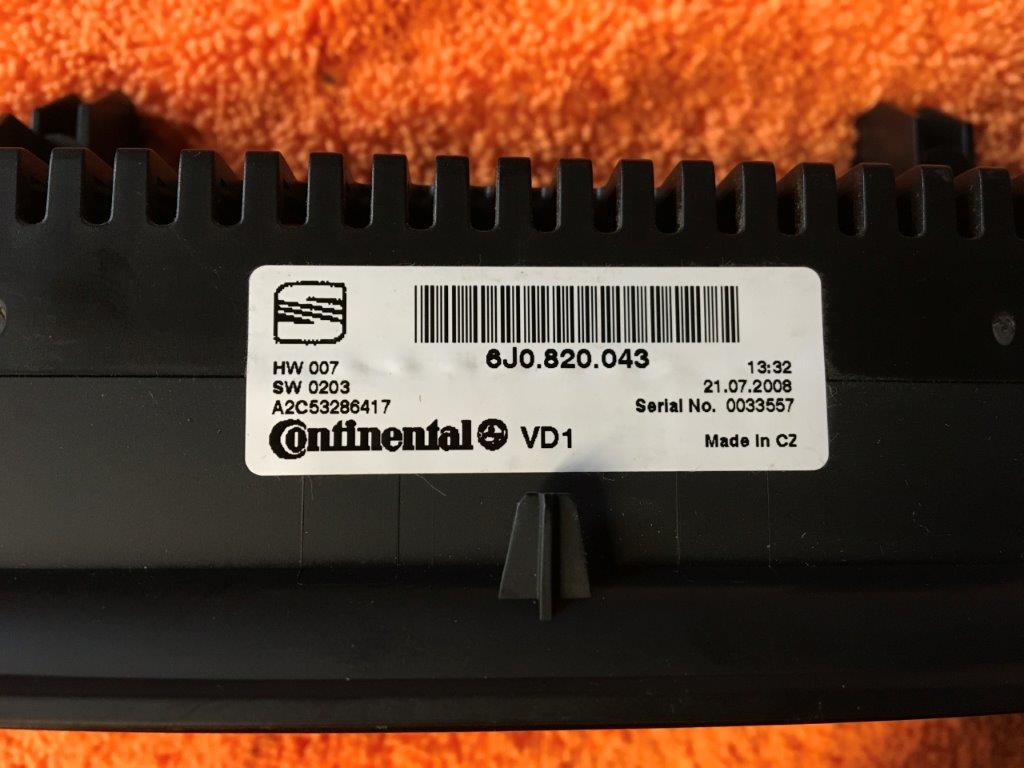 6J0.820.043
HW 007
13:32
SW 0203
21.07.2008
A2C53286417
Serial No. 0033557
Continental VD1
Made in CZ